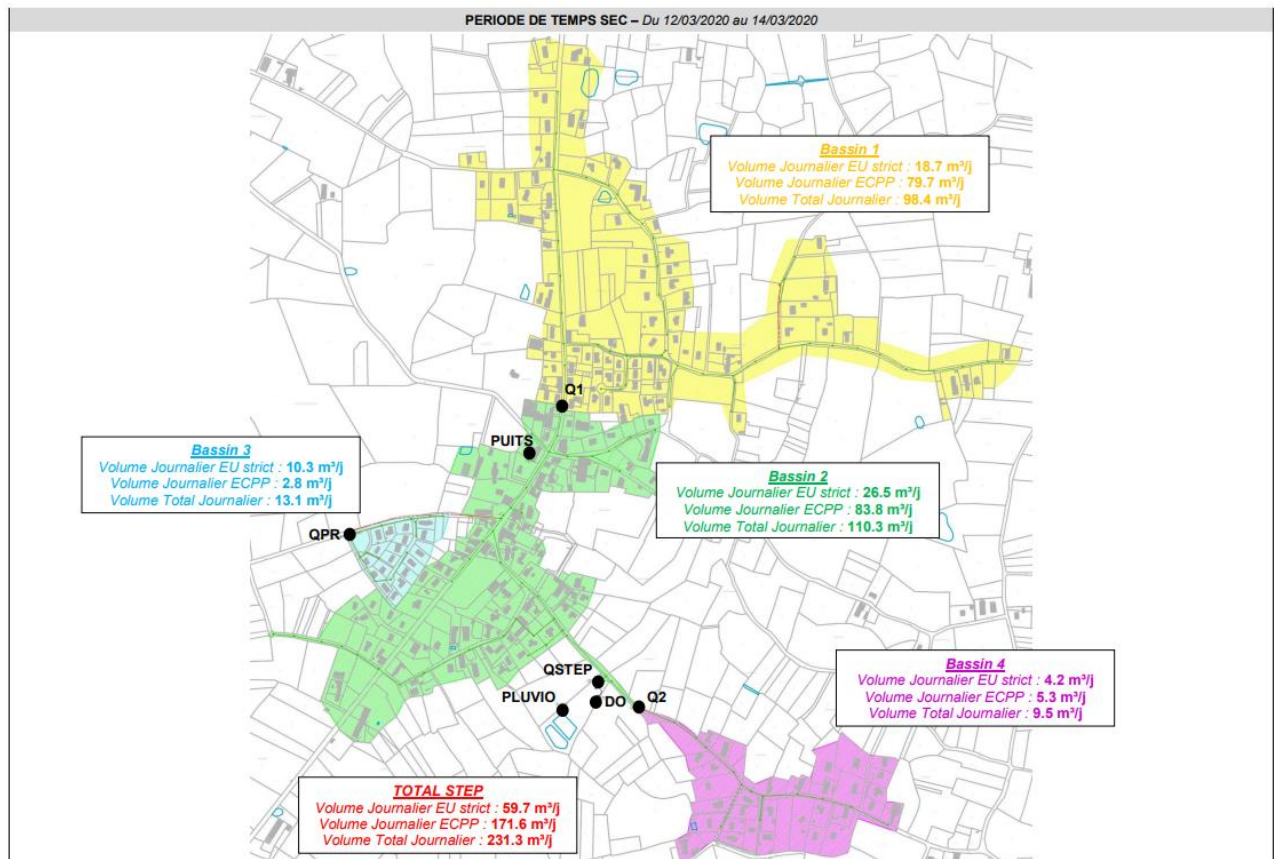 PERIODE DE TEMPS SEC – Du 12/03/2020 au 14/03/2020
Bassin 1
Volume Journalier EU strict : 18.7 m³/j
Volume Journalier ECPP : 79.7 m³/j
Volume Total Journalier : 98.4 m³/j
Q1
PUITS
Bassin 3
Volume Journalier EU strict : 10.3 m³/j
Volume Journalier ECPP : 2.8 m³/j
Volume Total Journalier : 13.1 m³/j
Bassin 2
Volume Journalier EU strict : 26.5 m³/j
Volume Journalier ECPP : 83.8 m³/j
Volume Total Journalier : 110.3 m³/j
QPR
QSTEP
PLUVIO
DO
Q2
Bassin 4
Volume Journalier EU strict : 4.2 m³/j
Volume Journalier ECPP : 5.3 m³/j
Volume Total Journalier : 9.5 m³/j
TOTAL STEP
Volume Journalier EU strict : 59.7 m³/j
Volume Journalier ECPP : 171.6 m³/j
Volume Total Journalier : 231.3 m³/j